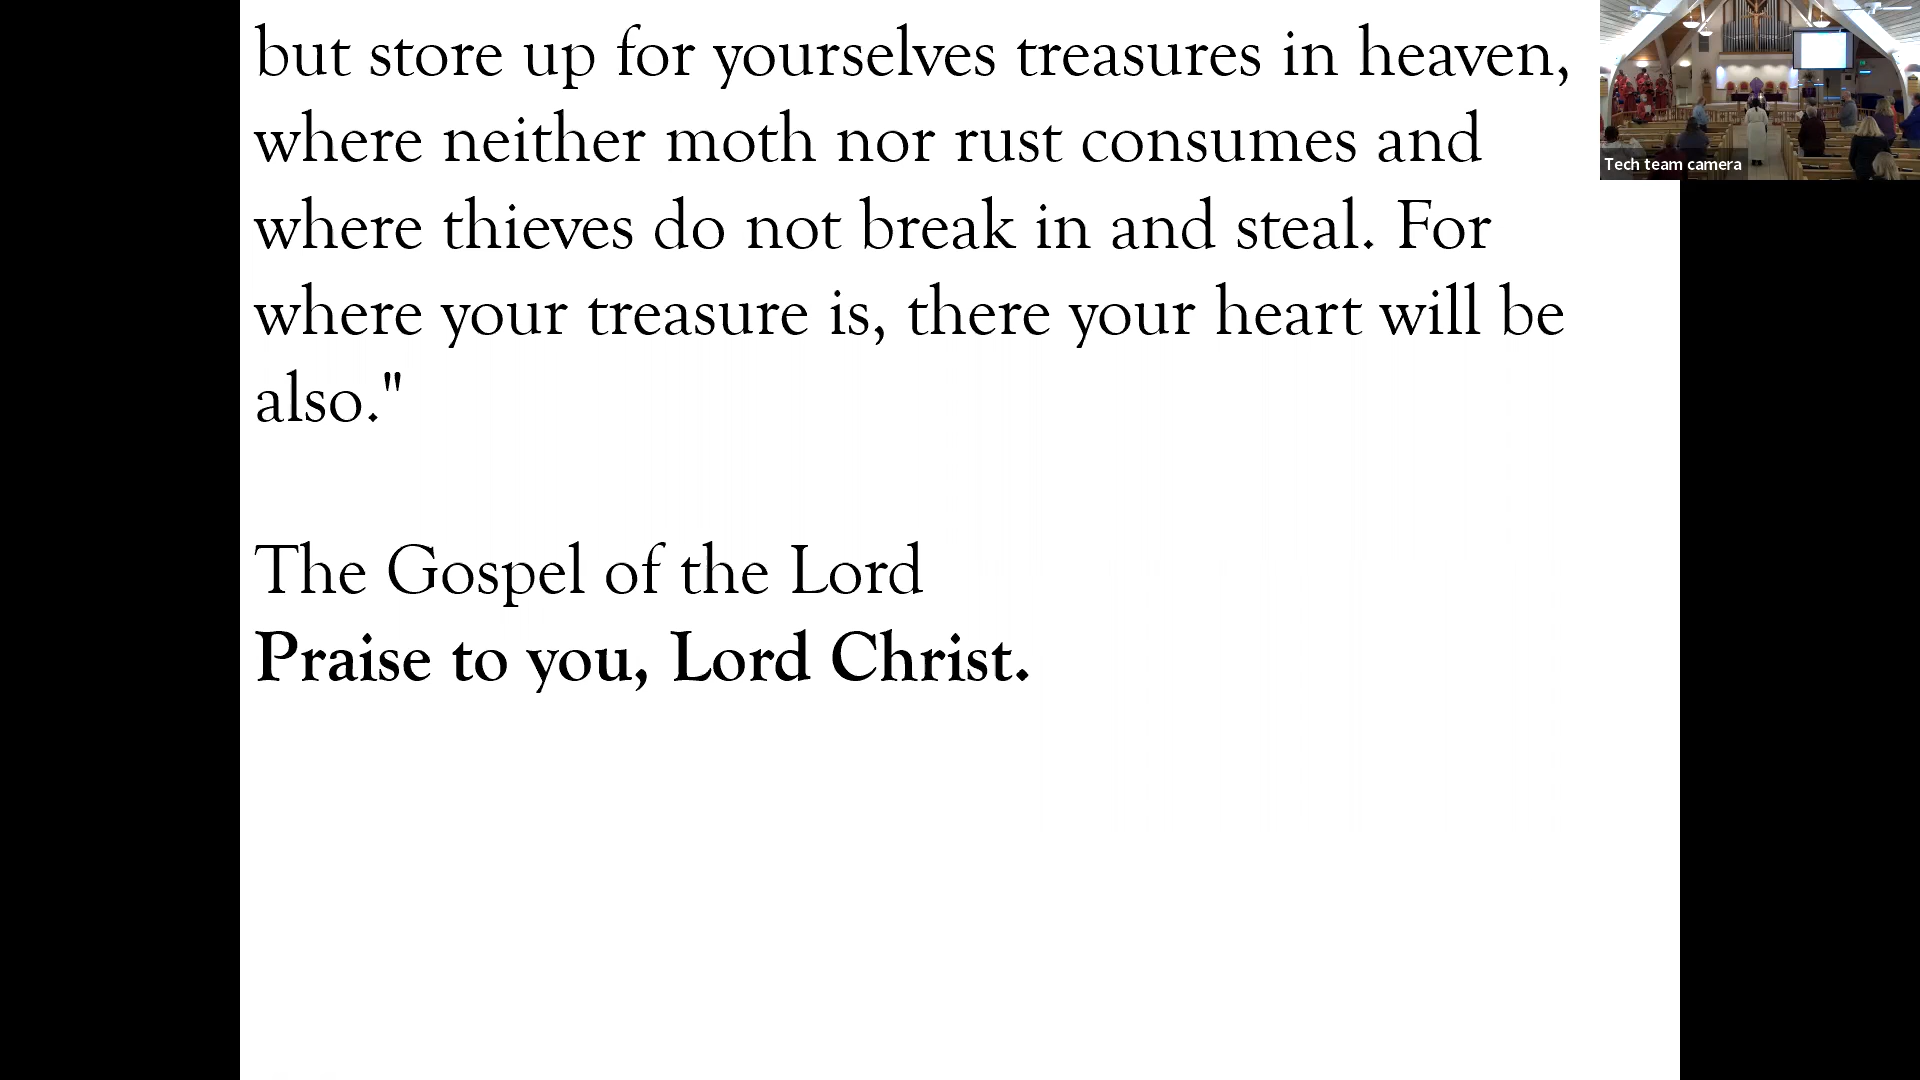 but store up for yourselves treasures in heaven,
where neither moth nor rust consumes and
where thieves do not break in and steal. For
where your treasure is, there your heart will be
also."
The Gospel of the Lord
Praise to you, Lord Christ.
Tech team camera